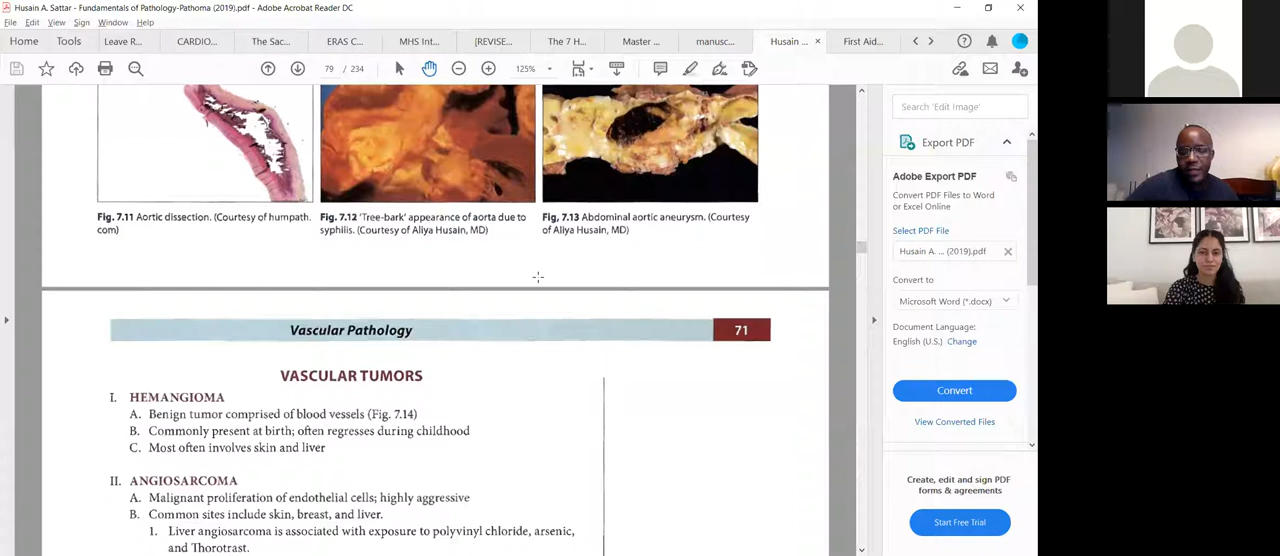 Husain A. Sattar - Fundamentals of Pathology-Pathoma (2019).pdf - Adobe Acrobat Reader DC
File Edit View Sign Window Help
Home Tools Leave R... CARDIO... The Sac... ERAS C... MHS Int... [REVISE... The 7 H... Master ... manusc... Husain ... × First Aid...
79 / 234 125%
Fig. 7.11 Aortic dissection. (Courtesy of humpath.
com)
Fig. 7.12 'Tree-bark' appearance of aorta due to
syphilis. (Courtesy of Aliya Husain, MD)
Fig, 7.13 Abdominal aortic aneurysm. (Courtesy
of Aliya Husain, MD)
Vascular Pathology 71
VASCULAR TUMORS
I. HEMANGIOMA
A. Benign tumor comprised of blood vessels (Fig. 7.14)
B. Commonly present at birth; often regresses during childhood
C. Most often involves skin and liver
II. ANGIOSARCOMA
A. Malignant proliferation of endothelial cells; highly aggressive
B. Common sites include skin, breast, and liver.
1. Liver angiosarcoma is associated with exposure to polyvinyl chloride, arsenic,
and Thorotrast.
Search 'Edit Image'
Export PDF
Adobe Export PDF
Convert PDF Files to Word
or Excel Online
Select PDF File
Husain A. ... (2019).pdf
Convert to
Microsoft Word (*.docx)
Document Language:
English (U.S.) Change
Convert
View Converted Files
Create, edit and sign PDF
forms & agreements
Start Free Trial